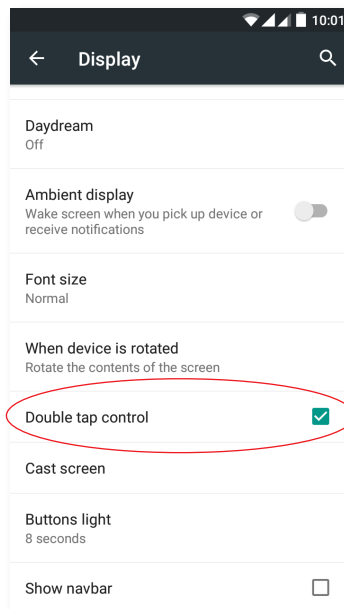 10:01
Display
Daydream
Off
Ambient display
Wake screen when you pick up device or
receive notifications
Font size
Normal
When device is rotated
Rotate the contents of the screen
Double tap control
Cast screen
Buttons light
8 seconds
Show navbar